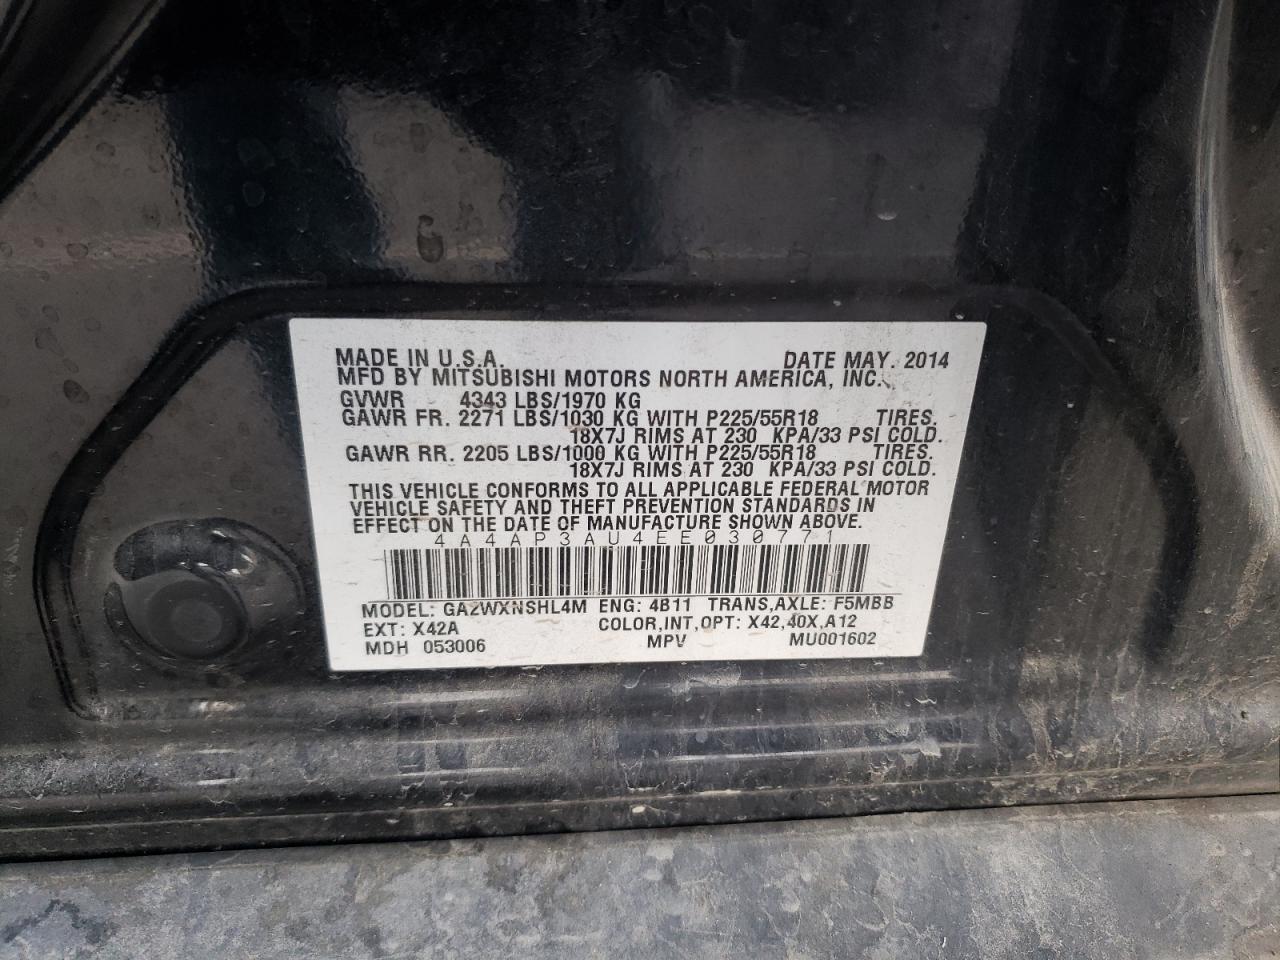 MADE IN U.S.A. DATE MAY. 2014
MFD BY MITSUBISHI MOTORS NORTH AMERICA, INC.
GVWR 4343 LBS/1970 KG
GAWR FR. 2271 LBS/1030 KG WITH P225/55R18 TIRES.
18X7J RIMS AT 230 KPA/33 PSI COLD.
GAWR RR. 2205 LBS/1000 KG WITH P225/55R18 TIRES.
18X7J RIMS AT 230 KPA/33 PSI COLD.
THIS VEHICLE CONFORMS TO ALL APPLICABLE FEDERAL MOTOR
VEHICLE SAFETY AND THEFT PREVENTION STANDARDS IN
EFFECT ON THE DATE OF MANUFACTURE SHOWN ABOVE.
4A4AP3AU4EE030771
MODEL: GA2WXNSHL4M ENG: 4B11 TRANS,AXLE: F5MBB
EXT: X42A COLOR,INT,OPT: X42,40X,A12
MDH 053006 MPV MU001602